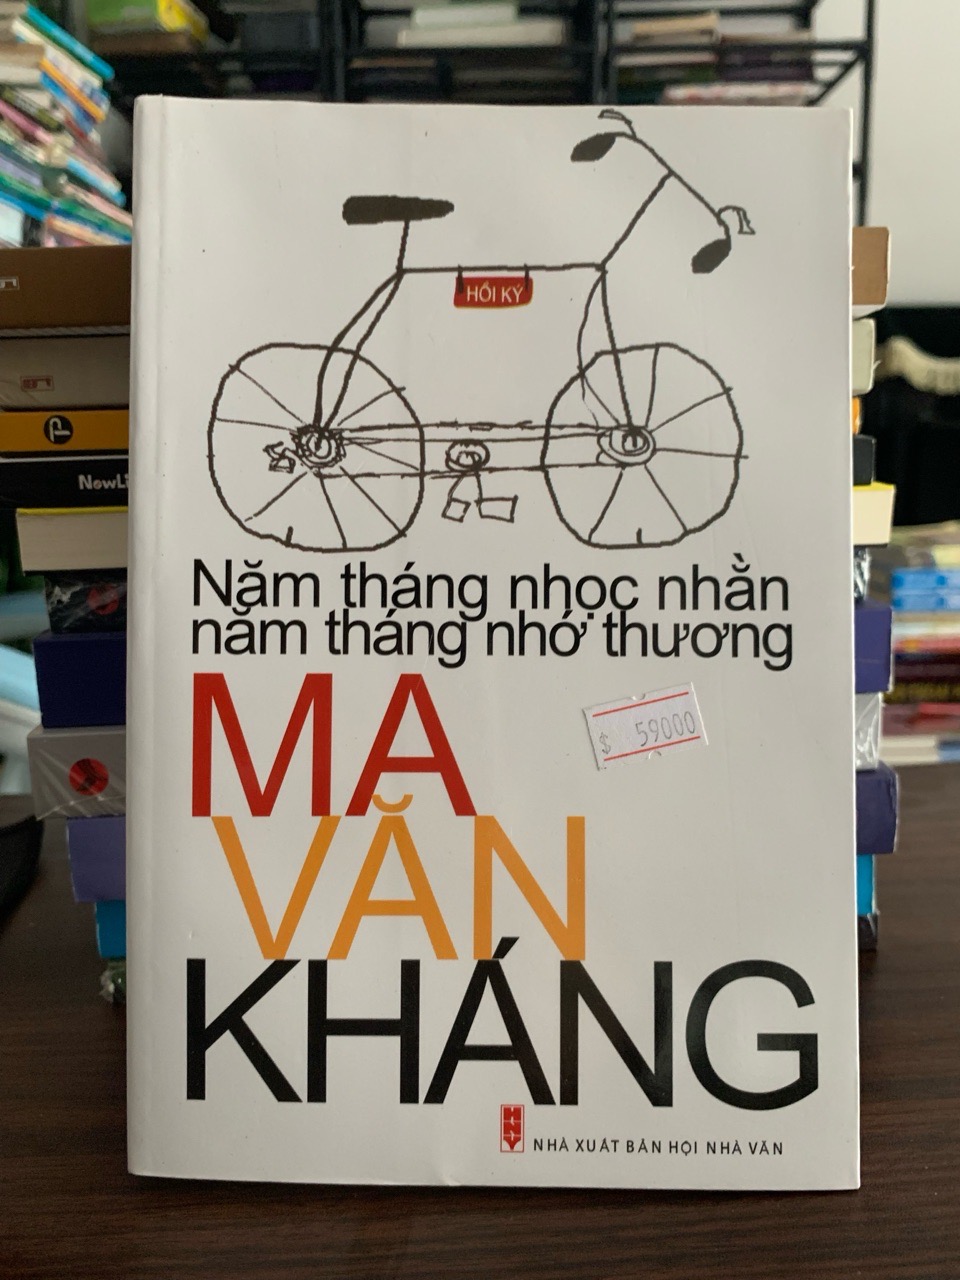 HỒI KÝ
Năm tháng nhọc nhằn
năm tháng nhớ thương
MA
VĂN
KHÁNG
$ 59000
NHÀ XUẤT BẢN HỘI NHÀ VĂN
NewLi